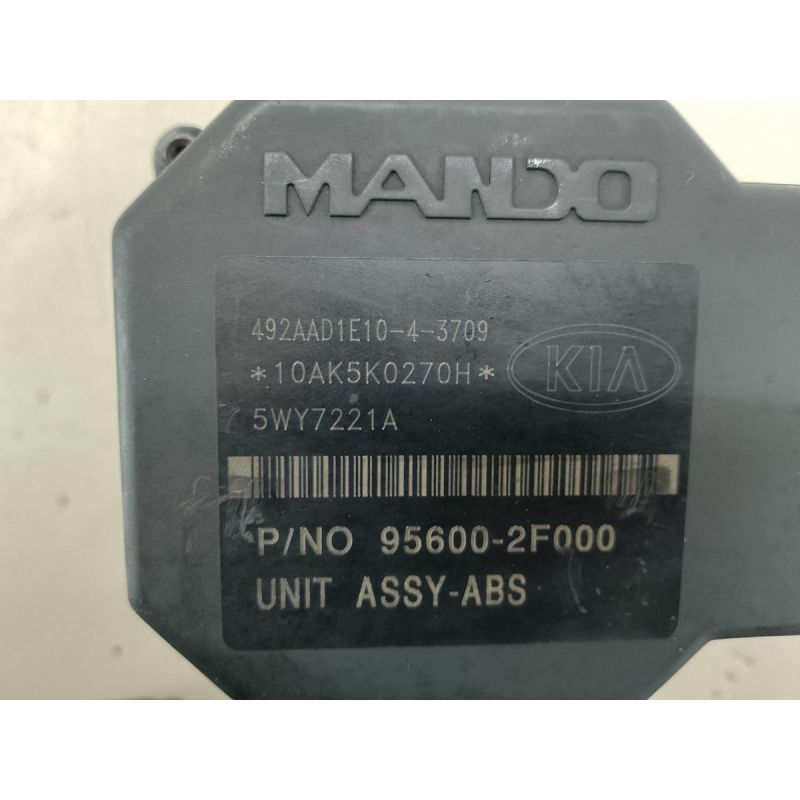 MANDO
492AAD1E10-4-3709
*10AK5K0270H*
KIA
5WY7221A
P/NO 95600-2F000
UNIT ASSY-ABS